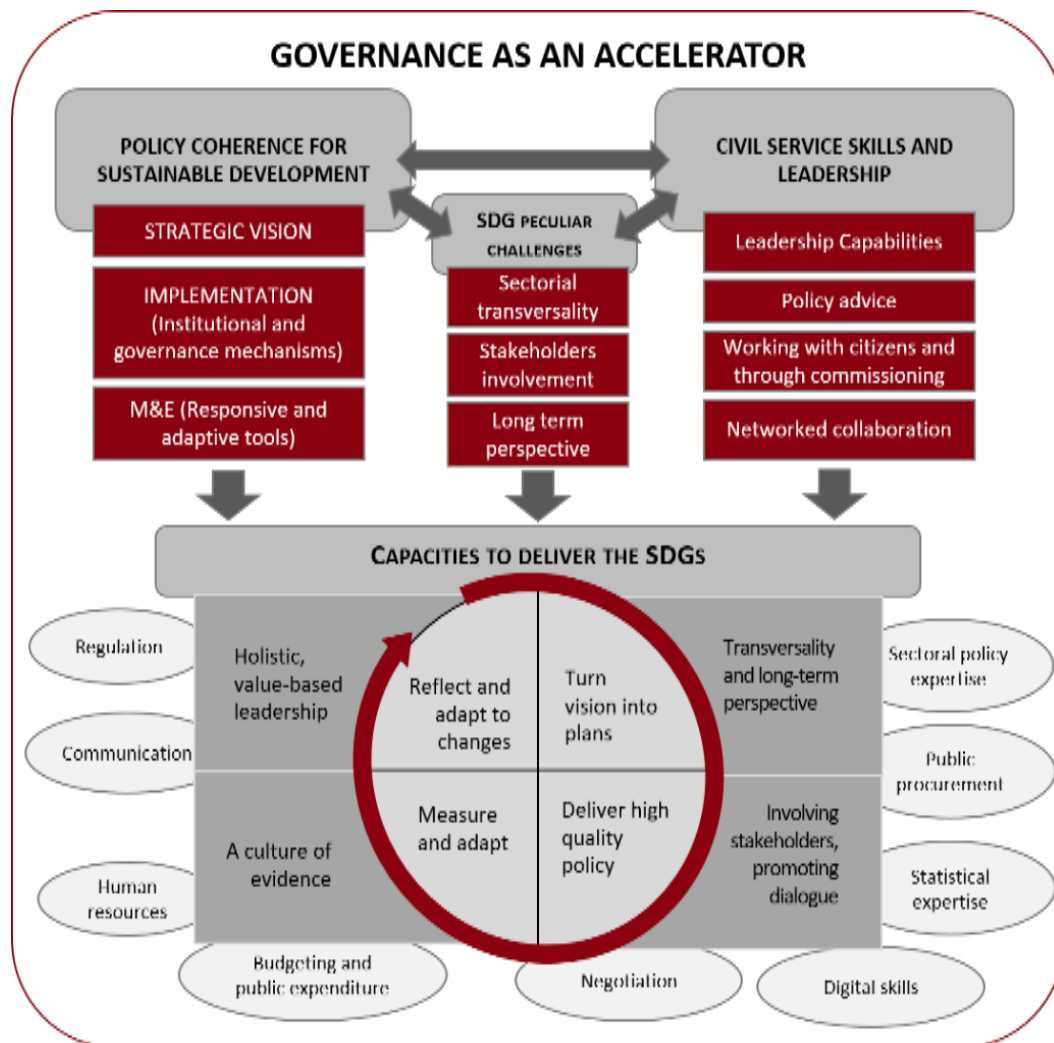 GOVERNANCE AS AN ACCELERATOR
POLICY COHERENCE FOR
SUSTAINABLE DEVELOPMENT
STRATEGIC VISION
IMPLEMENTATION
(Institutional and
governance mechanisms)
M&E (Responsive and
adaptive tools)
SDG PECULIAR
CHALLENGES
Sectorial
transversality
Stakeholders
involvement
Long term
perspective
CIVIL SERVICE SKILLS AND
LEADERSHIP
Leadership Capabilities
Policy advice
Working with citizens and
through commissioning
Networked collaboration
CAPACITIES TO DELIVER THE SDGS
Regulation
Communication
Human
resources
Holistic,
value-based
leadership
A culture of
evidence
Reflect and
adapt to
changes
Turn
vision into
plans
Measure
and adapt
Deliver high
quality
policy
Transversality
and long-term
perspective
Involving
stakeholders,
promoting
dialogue
Sectoral policy
expertise
Public
procurement
Statistical
expertise
Budgeting and
public expenditure
Negotiation
Digital skills